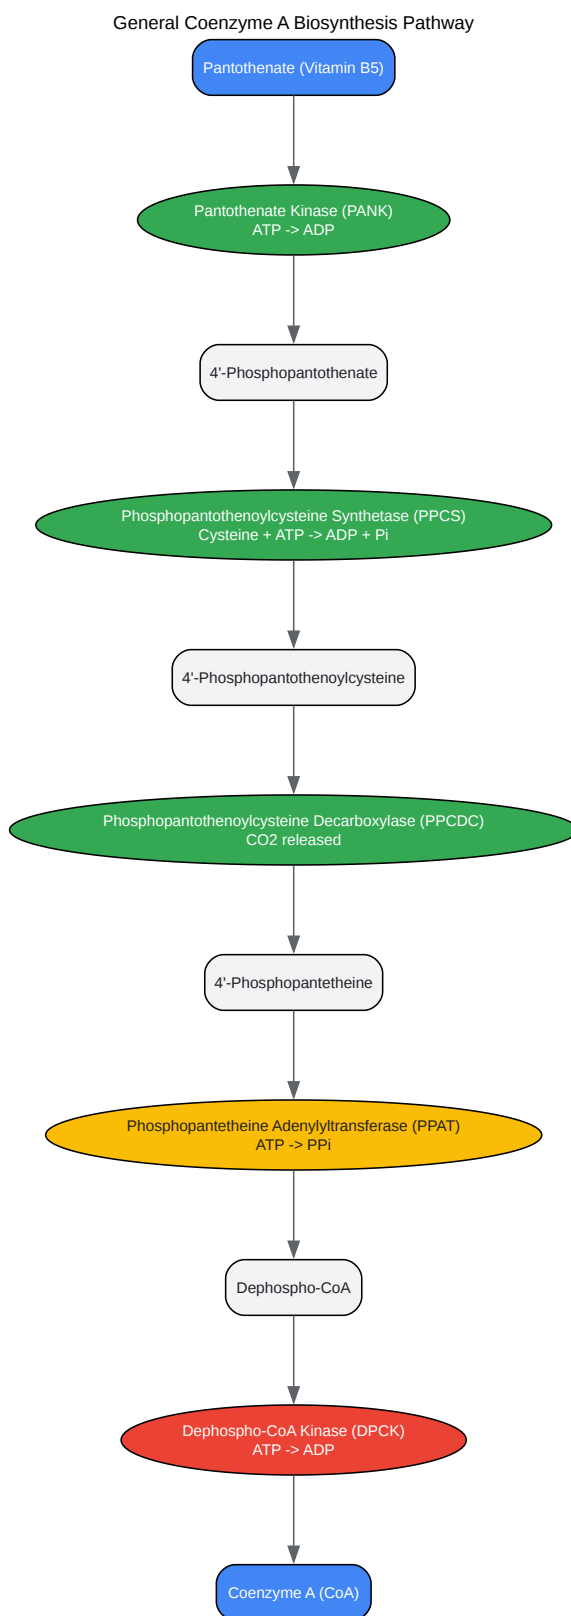 General Coenzyme A Biosynthesis Pathway
Pantothenate (Vitamin B5)
Pantothenate Kinase (PANK)
ATP -> ADP
4'-Phosphopantothenate
Phosphopantothenoylcysteine Synthetase (PPCS)
Cysteine + ATP -> ADP + Pi
4'-Phosphopantothenoylcysteine
Phosphopantothenoylcysteine Decarboxylase (PPCDC)
CO2 released
4'-Phosphopantetheine
Phosphopantetheine Adenylyltransferase (PPAT)
ATP -> PPi
Dephospho-CoA
Dephospho-CoA Kinase (DPCK)
ATP -> ADP
Coenzyme A (CoA)